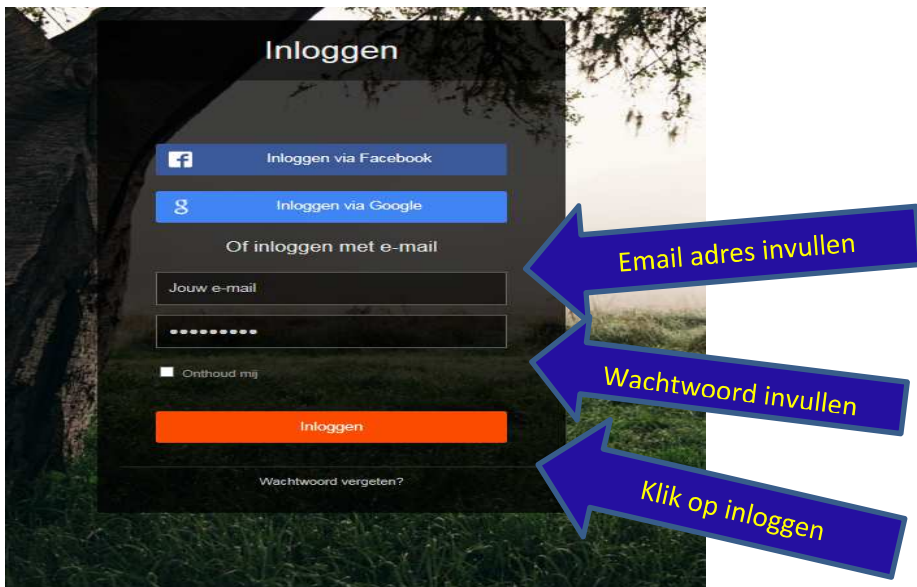 Inloggen
Inloggen via Facebook
Inloggen via Google
Of inloggen met e-mail
Email adres invullen
Jouw e-mail
•••••••••
Wachtwoord invullen
Onthoud mij
Inloggen
Klik op inloggen
Wachtwoord vergeten?